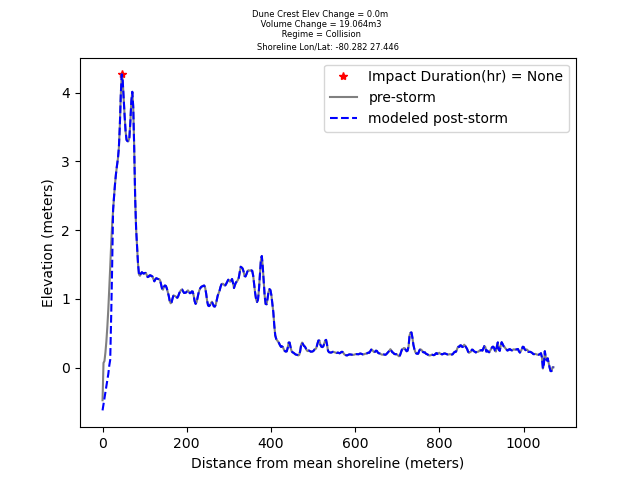 Dune Crest Elev Change = 0.0m
Volume Change = 19.064m3
Regime = Collision
Shoreline Lon/Lat: -80.282 27.446
Impact Duration(hr) = None
pre-storm
modeled post-storm
Elevation (meters)
4
3
2
1
0
0 200 400 600 800 1000
Distance from mean shoreline (meters)